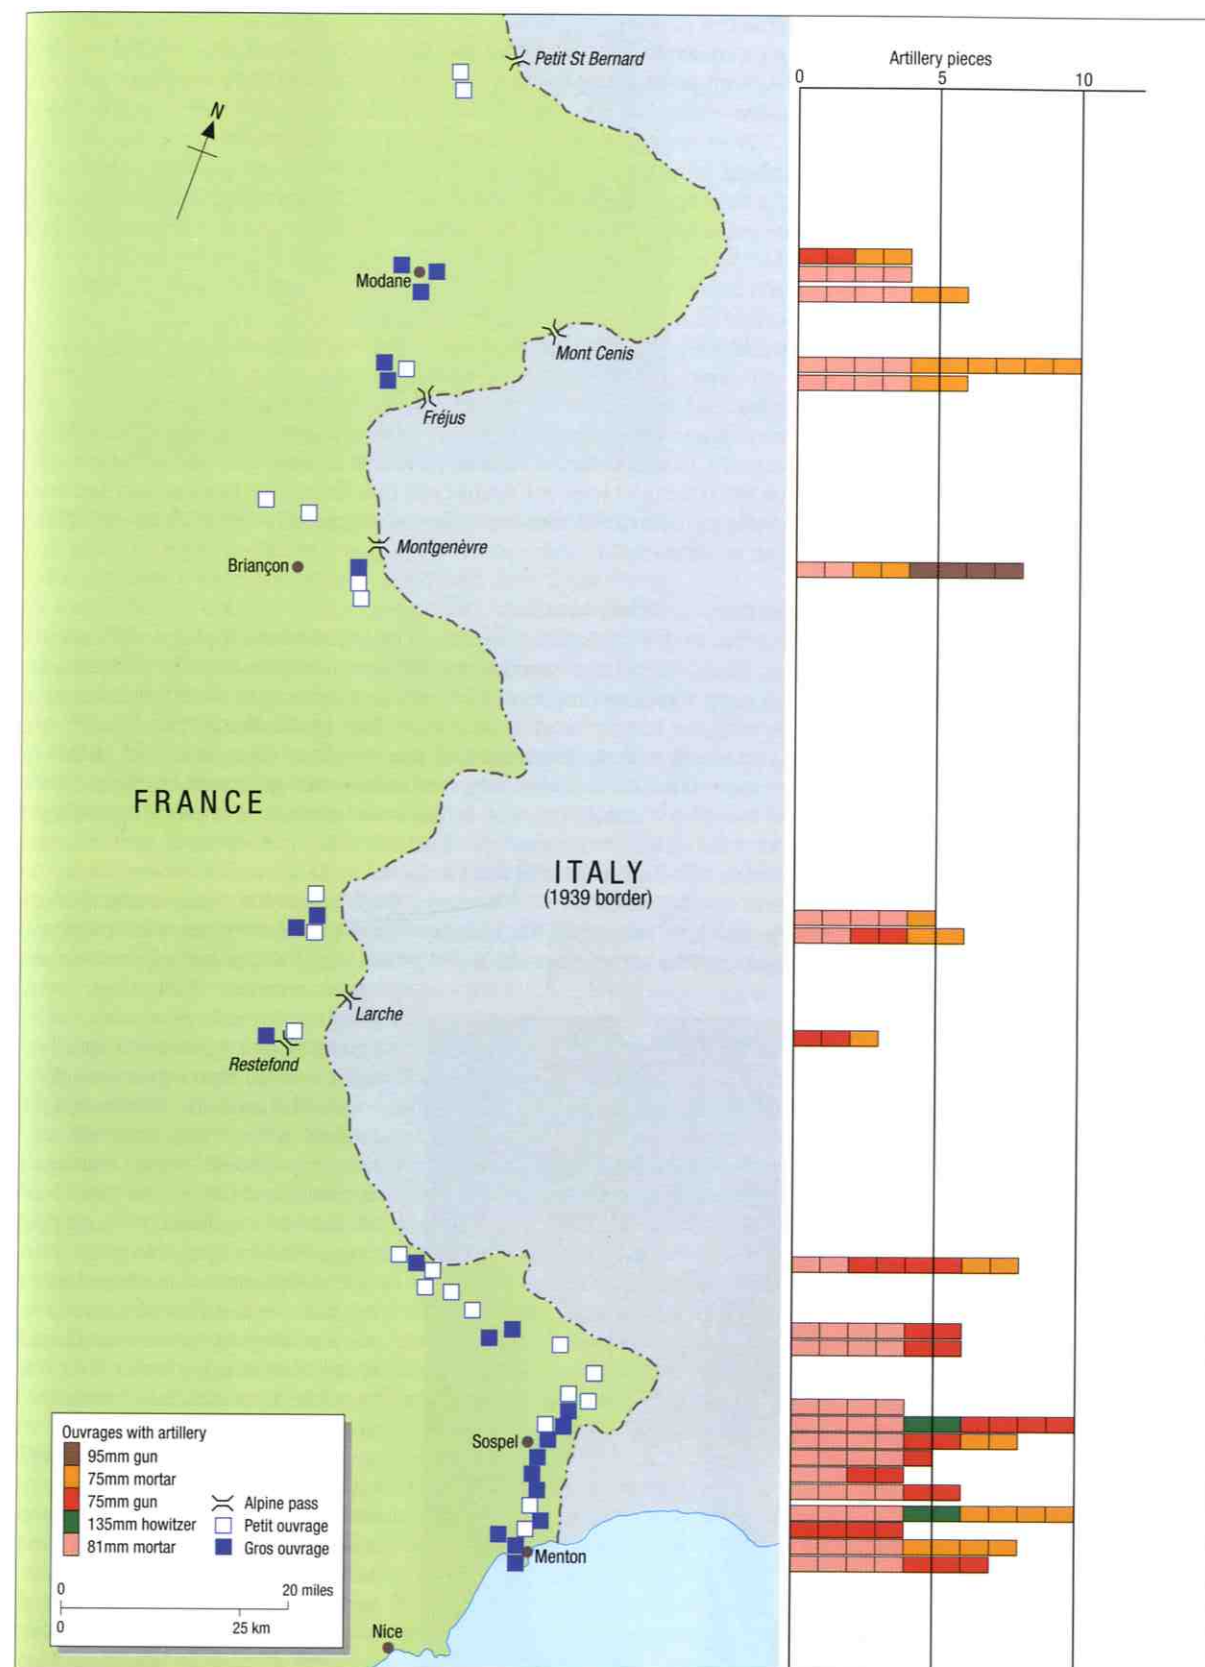 Petit St Bernard
Artillery pieces
0 5 10
N
Modane
Mont Cenis
Fréjus
Montgenèvre
Briançon
FRANCE
ITALY
(1939 border)
Larche
Restefond
Sospel
Menton
Nice
Ouvrages with artillery
95mm gun
75mm mortar
75mm gun
135mm howitzer
81mm mortar
Alpine pass
Petit ouvrage
Gros ouvrage
0 20 miles
0 25 km